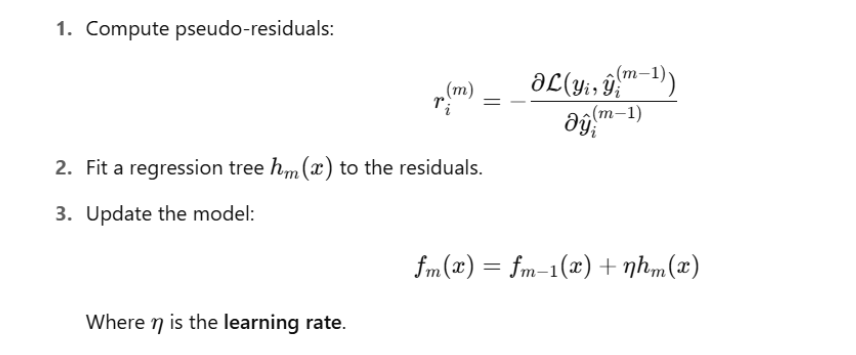 1. Compute pseudo-residuals:
r_i^{(m)} = -\frac{\partial \mathcal{L}(y_i, \hat{y}_i^{(m-1)})}{\partial \hat{y}_i^{(m-1)}}
2. Fit a regression tree h_m(x) to the residuals.
3. Update the model:
f_m(x) = f_{m-1}(x) + \eta h_m(x)
Where η is the learning rate.